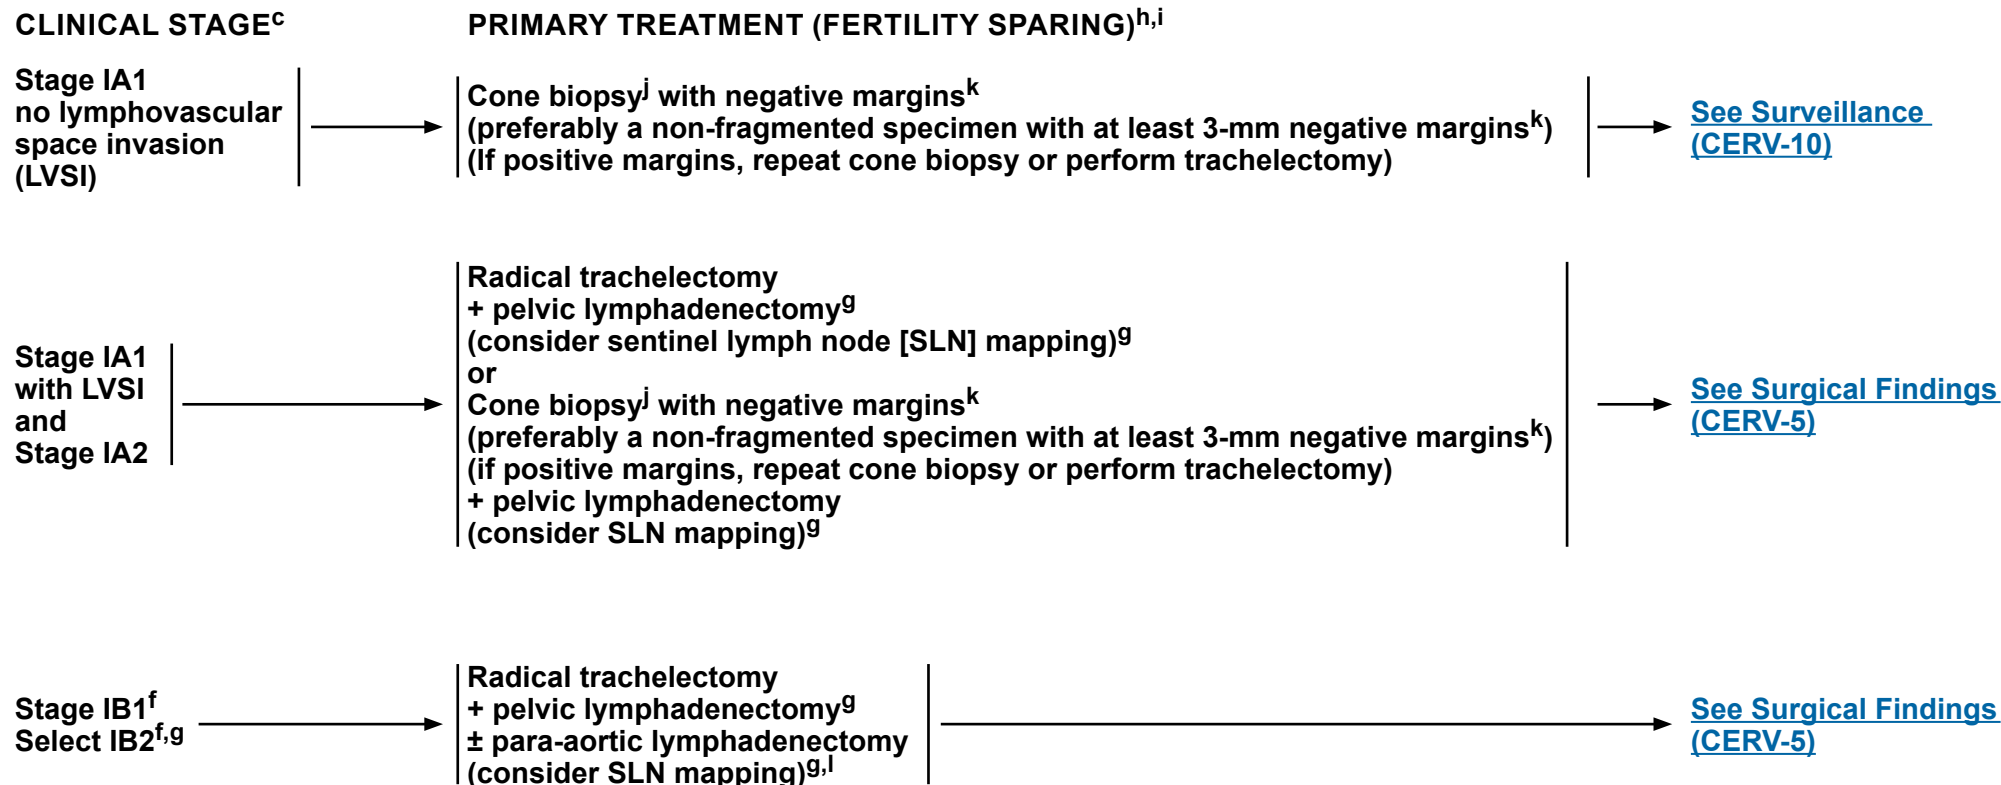 CLINICAL STAGEc
PRIMARY TREATMENT (FERTILITY SPARING)h,i
Stage IA1
no lymphovascular
space invasion
(LVSI)
Cone biopsyj with negative marginsk
(preferably a non-fragmented specimen with at least 3-mm negative marginsk)
(If positive margins, repeat cone biopsy or perform trachelectomy)
See Surveillance
(CERV-10)
Stage IA1
with LVSI
and
Stage IA2
Radical trachelectomy
+ pelvic lymphadenectomyg
(consider sentinel lymph node [SLN] mapping)g
or
Cone biopsyj with negative marginsk
(preferably a non-fragmented specimen with at least 3-mm negative marginsk)
(if positive margins, repeat cone biopsy or perform trachelectomy)
+ pelvic lymphadenectomy
(consider SLN mapping)g
See Surgical Findings
(CERV-5)
Stage IB1f
Select IB2f,g
Radical trachelectomy
+ pelvic lymphadenectomyg
± para-aortic lymphadenectomy
(consider SLN mapping)g,l
See Surgical Findings
(CERV-5)